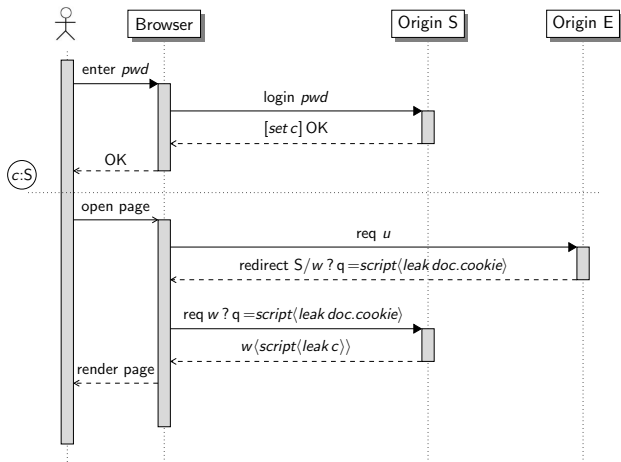 Browser
Origin S
Origin E
enter pwd
login pwd
[set c] OK
OK
c:S
open page
req u
redirect S/w ? q =script⟨leak doc.cookie⟩
req w ? q =script⟨leak doc.cookie⟩
w⟨script⟨leak c⟩⟩
render page